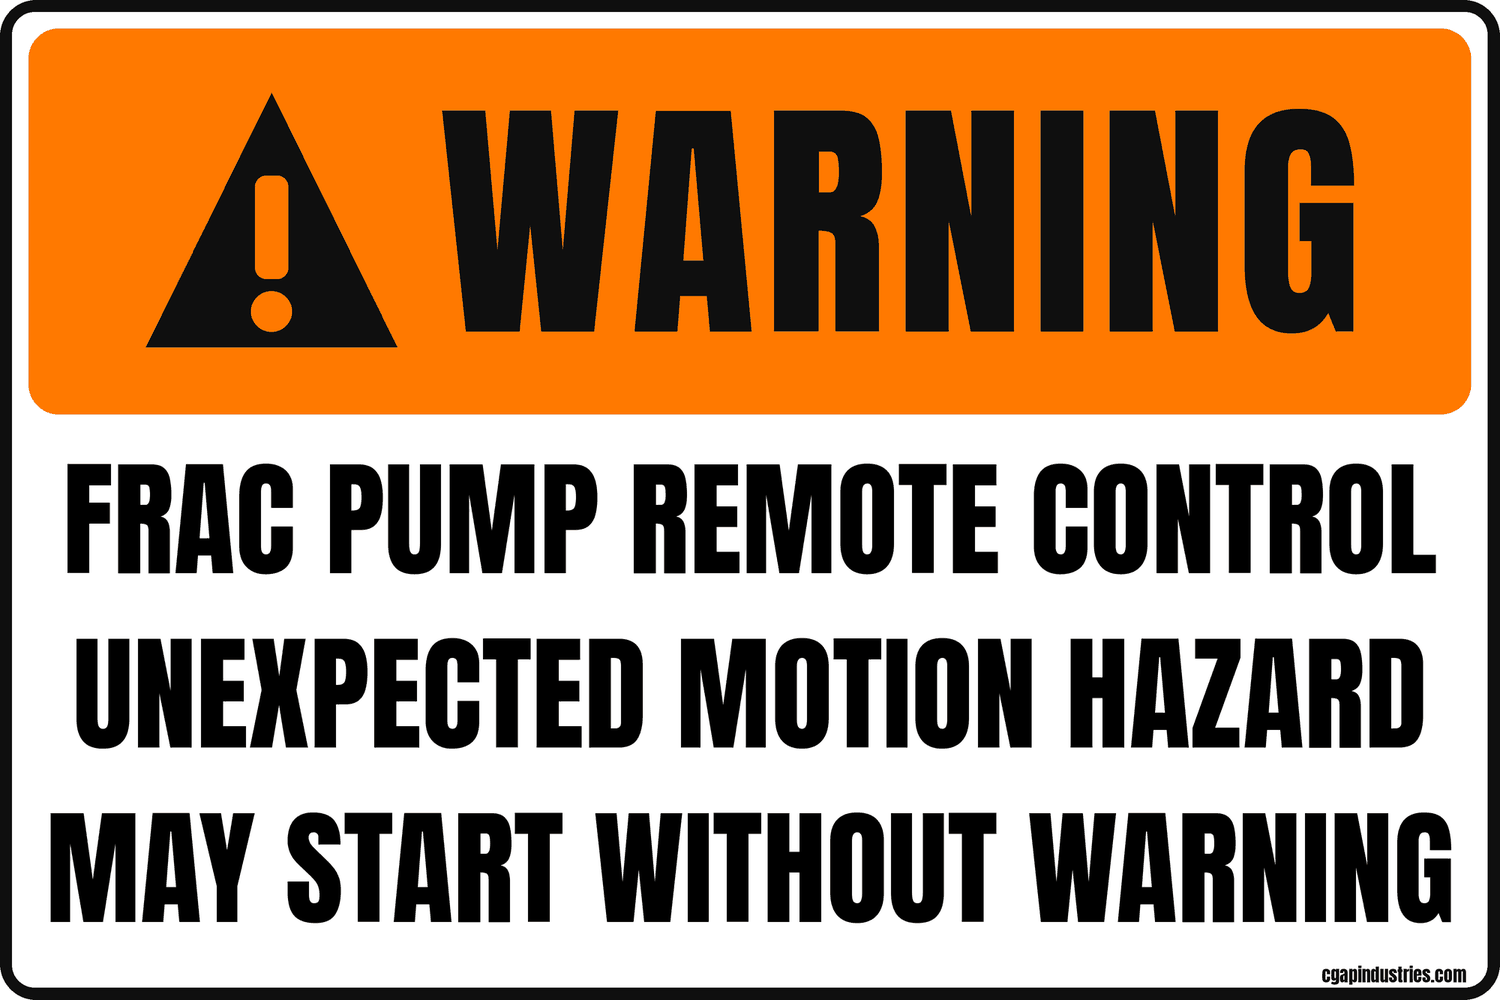 WARNING
FRAC PUMP REMOTE CONTROL
UNEXPECTED MOTION HAZARD
MAY START WITHOUT WARNING
cgapindustries.com